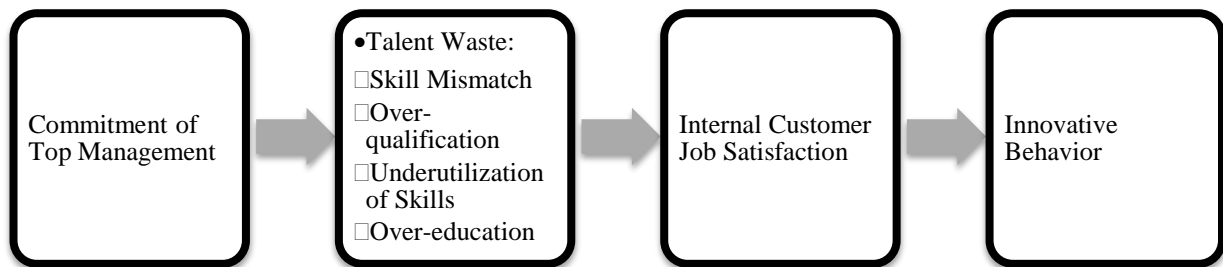 Commitment of
Top Management
•Talent Waste:
□Skill Mismatch
□Over-
qualification
□Underutilization
of Skills
□Over-education
Internal Customer
Job Satisfaction
Innovative
Behavior